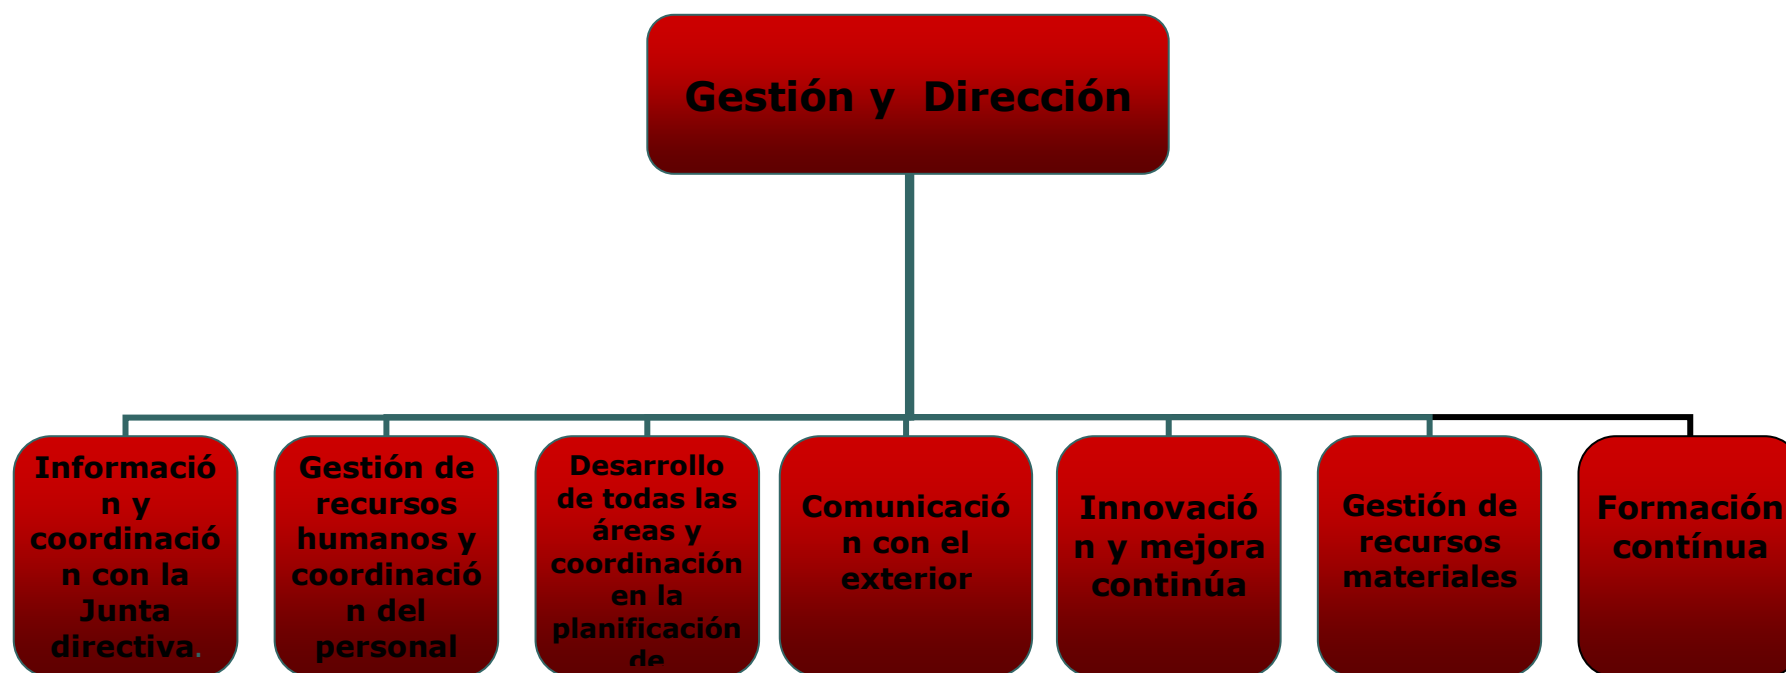 Gestión y Dirección
Informació
n y
coordinació
n con la
Junta
directiva.
Gestión de
recursos
humanos y
coordinació
n del
personal
Desarrollo
de todas las
áreas y
coordinación
en la
planificación
de
Comunicació
n con el
exterior
Innovació
n y mejora
continúa
Gestión de
recursos
materiales
Formación
contínua